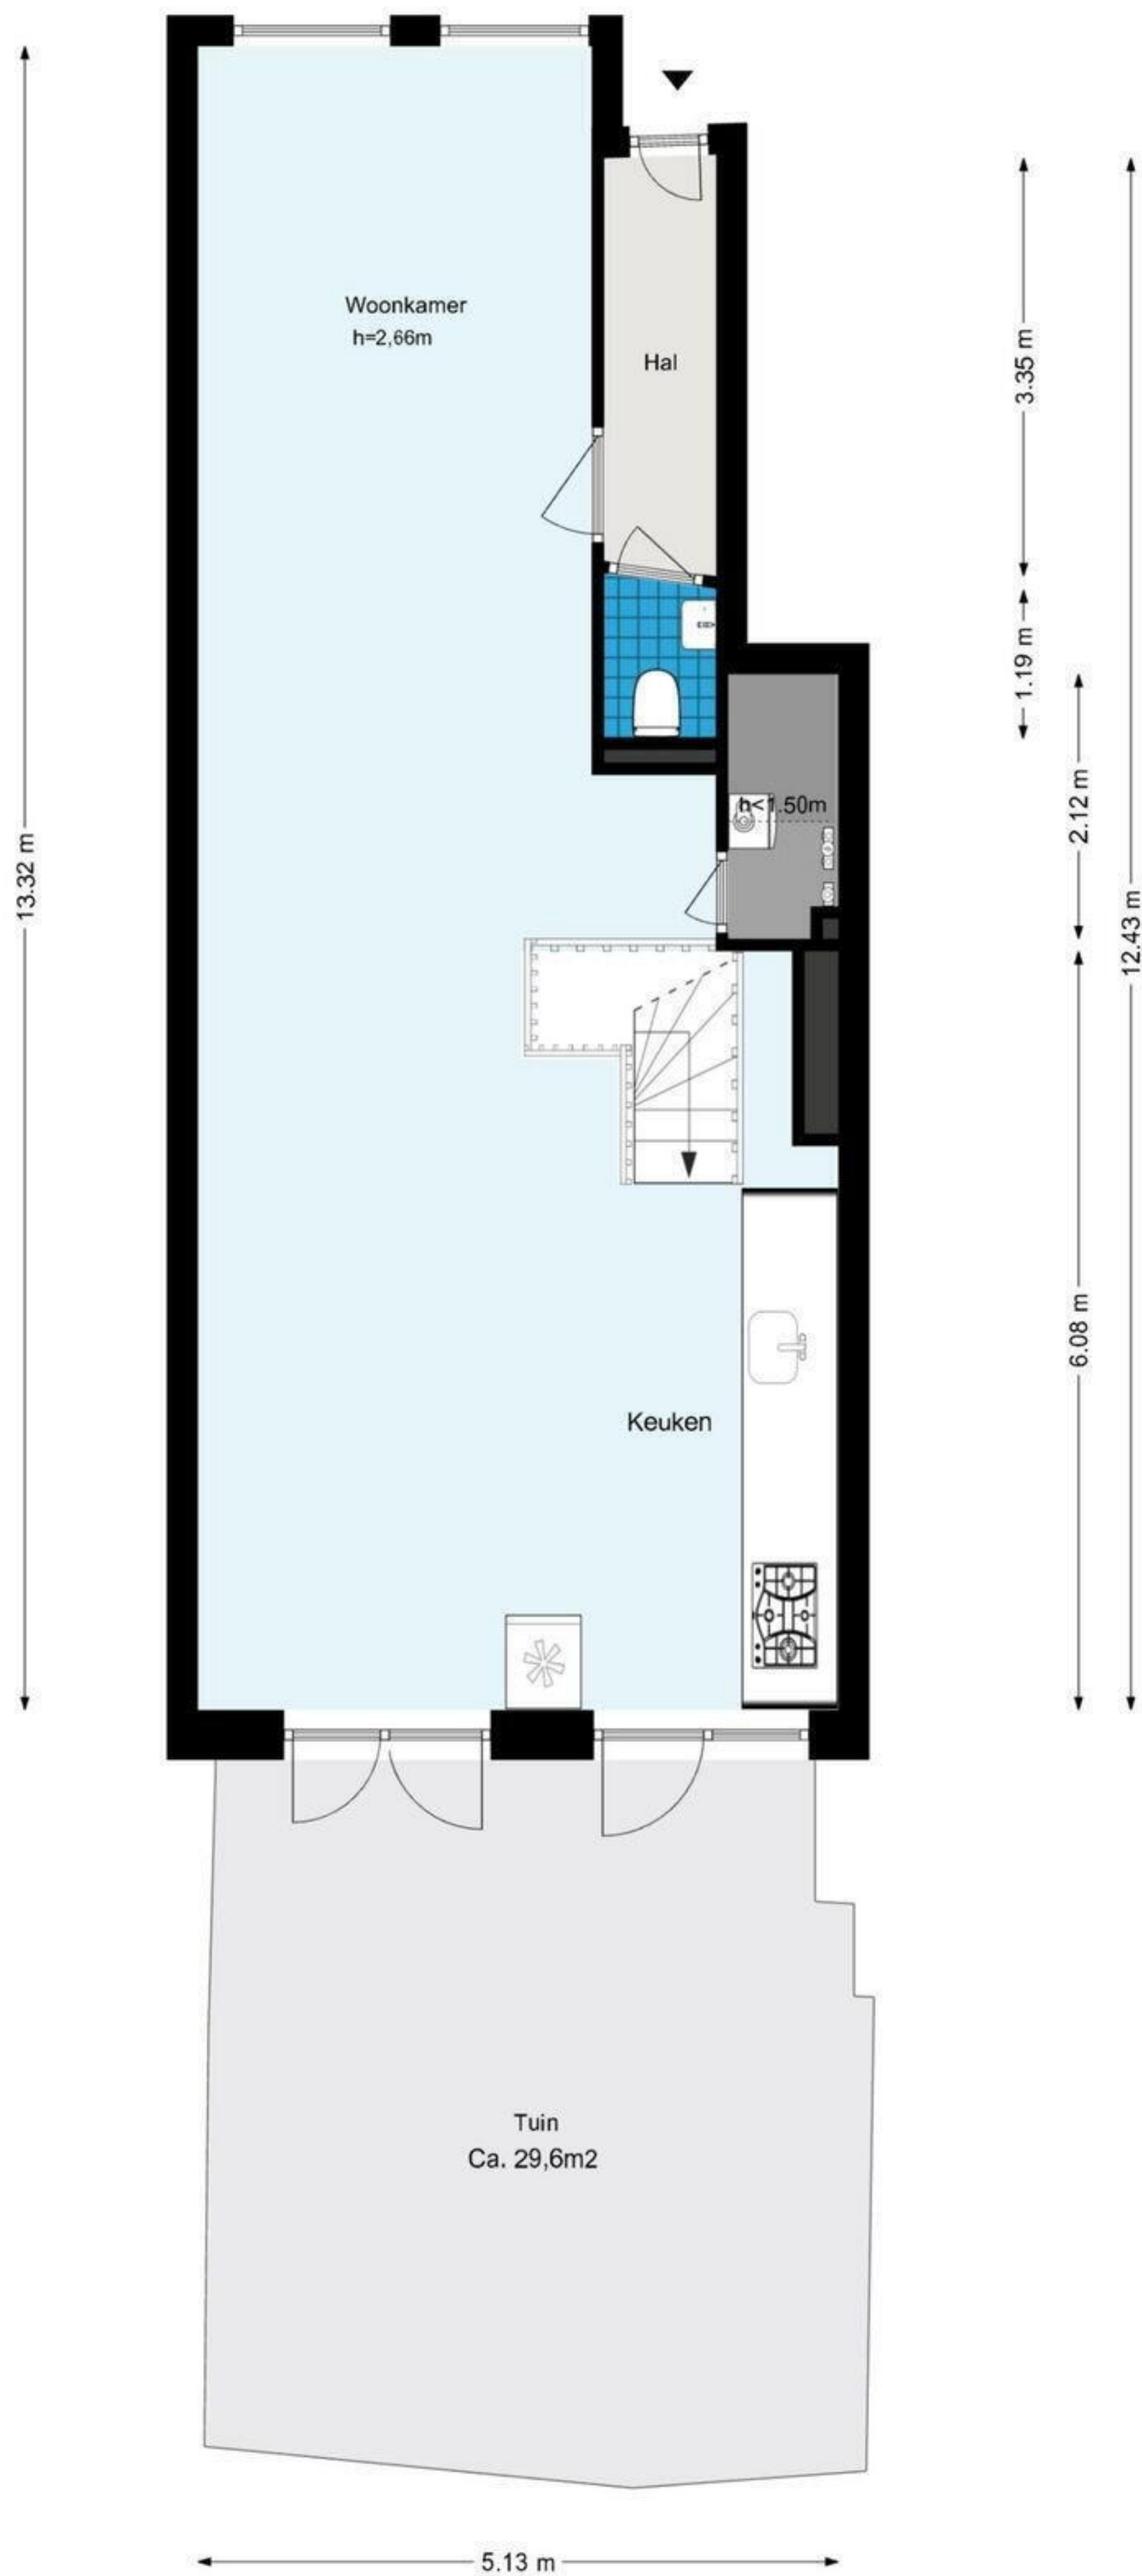 Woonkamer
h=2,66m
Hal
3.35 m
1.19 m
h<1.50m
2.12 m
13.32 m
12.43 m
6.08 m
Keuken
Tuin
Ca. 29,6m2
5.13 m